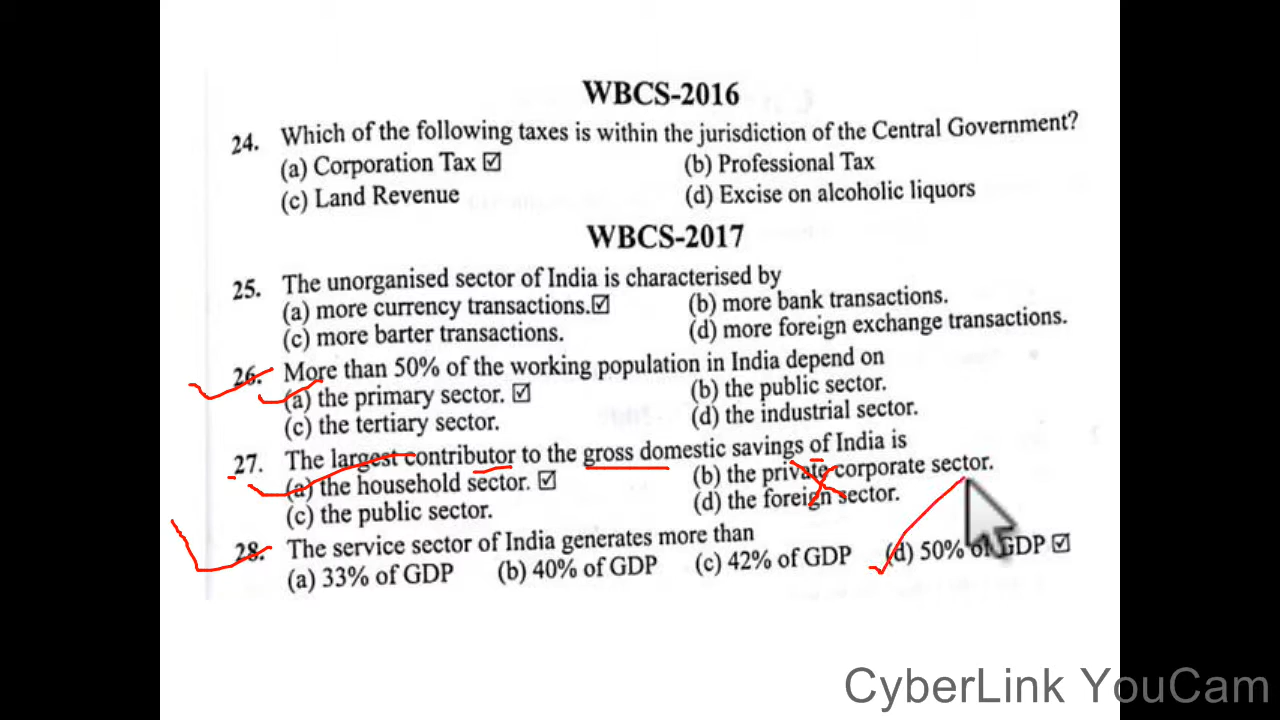 WBCS-2016
24. Which of the following taxes is within the jurisdiction of the Central Government?
(a) Corporation Tax ☑ (b) Professional Tax
(c) Land Revenue (d) Excise on alcoholic liquors
WBCS-2017
25. The unorganised sector of India is characterised by
(a) more currency transactions. ☑ (b) more bank transactions.
(c) more barter transactions. (d) more foreign exchange transactions.
26. More than 50% of the working population in India depend on
(a) the primary sector. ☑ (b) the public sector.
(c) the tertiary sector. (d) the industrial sector.
27. The largest contributor to the gross domestic savings of India is
(a) the household sector. ☑ (b) the private corporate sector.
(c) the public sector. (d) the foreign sector.
28. The service sector of India generates more than
(a) 33% of GDP (b) 40% of GDP (c) 42% of GDP (d) 50% of GDP ☑
CyberLink YouCam